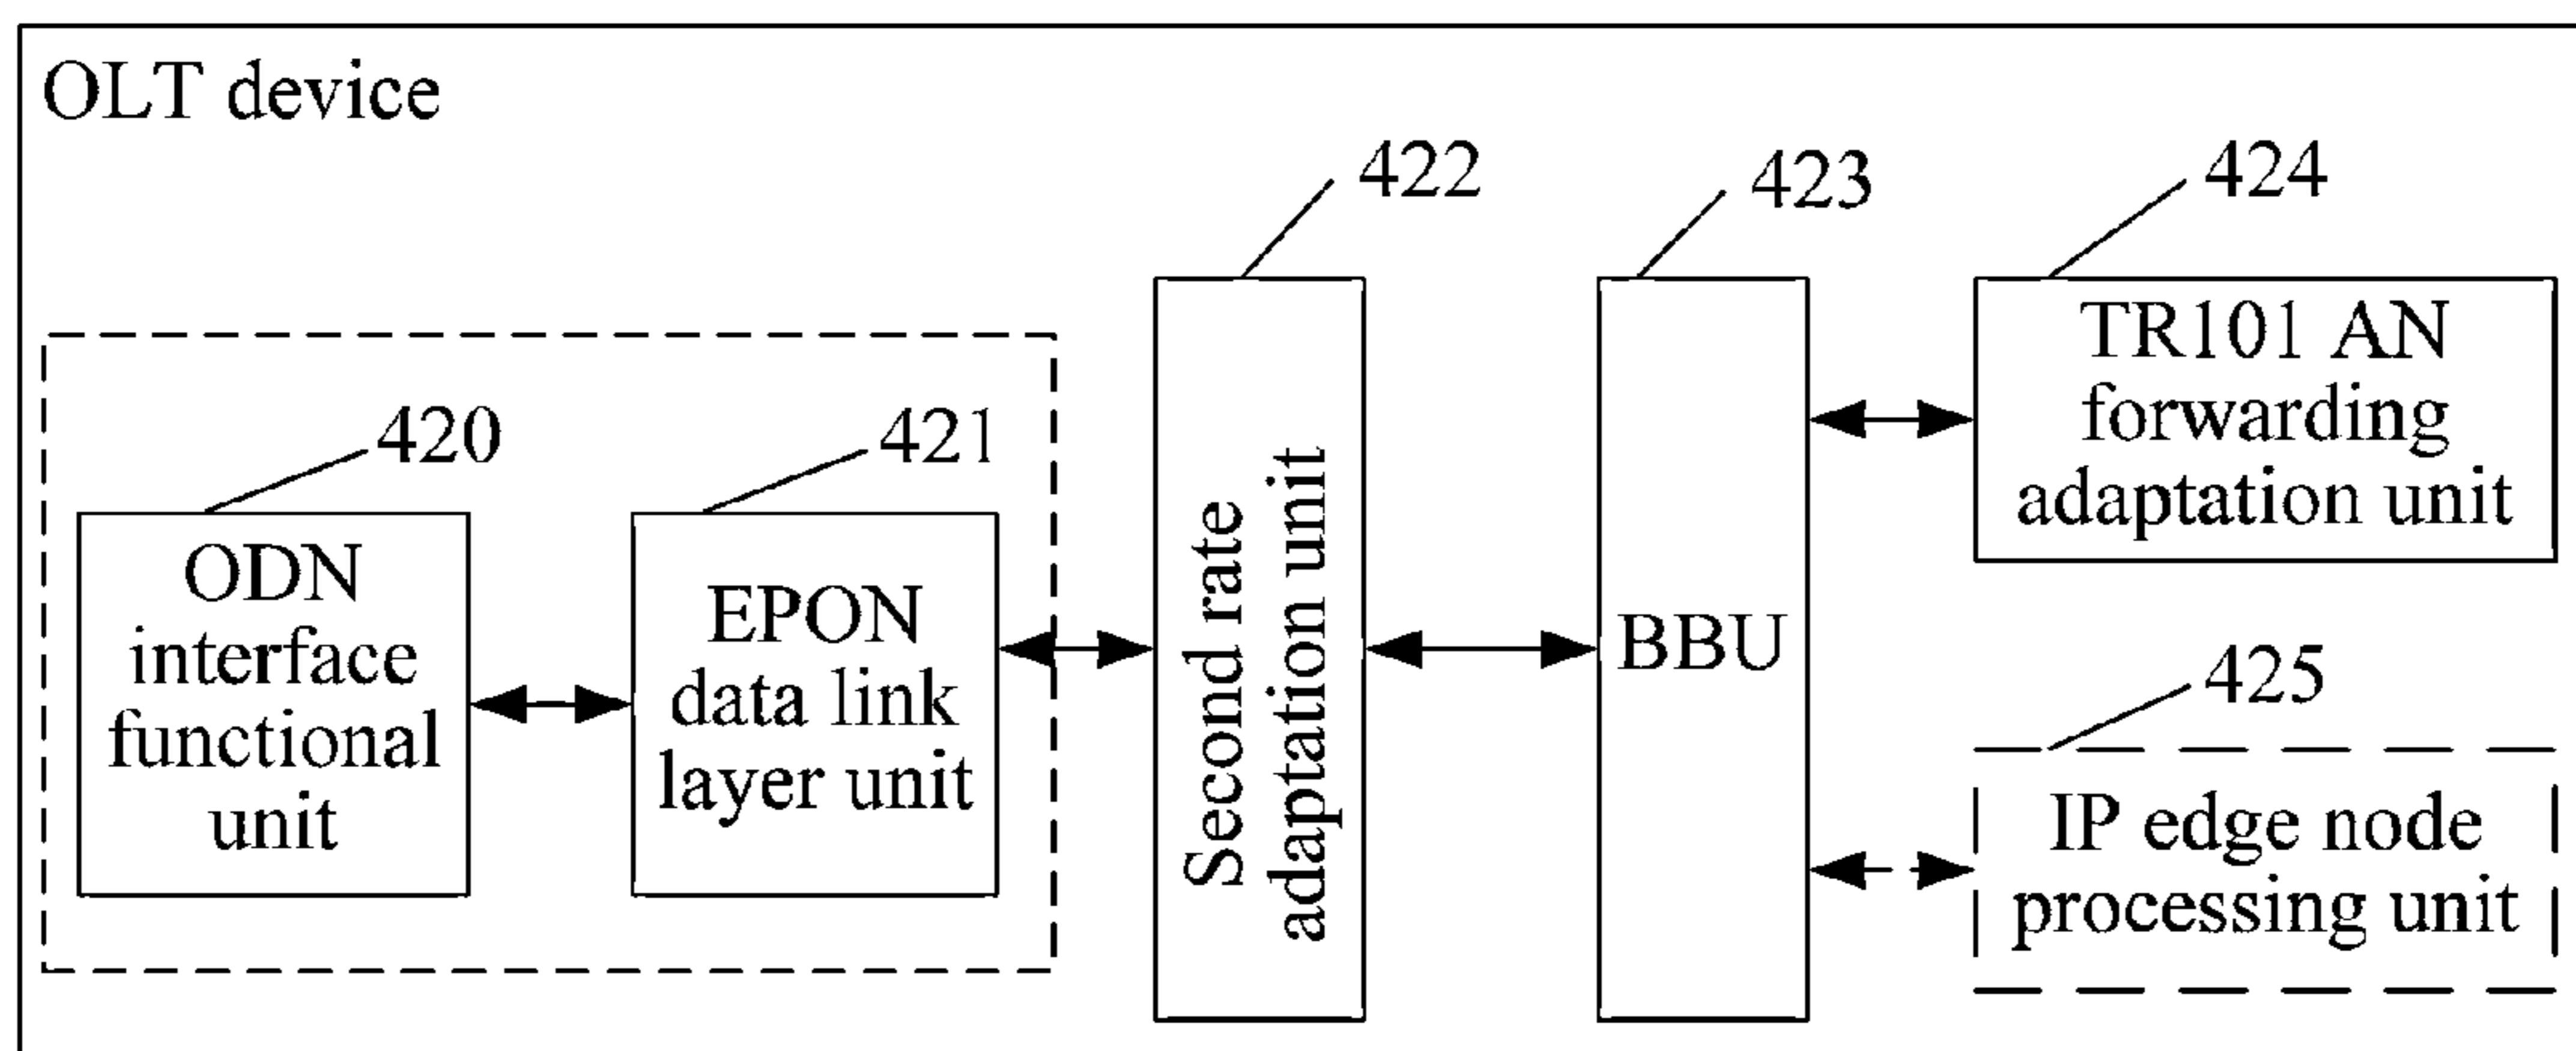 OLT device
422
423
424
TR101 AN
forwarding
adaptation unit
420
421
ODN
interface
functional
unit
EPON
data link
layer unit
Second rate
adaptation unit
BBU
425
IP edge node
processing unit